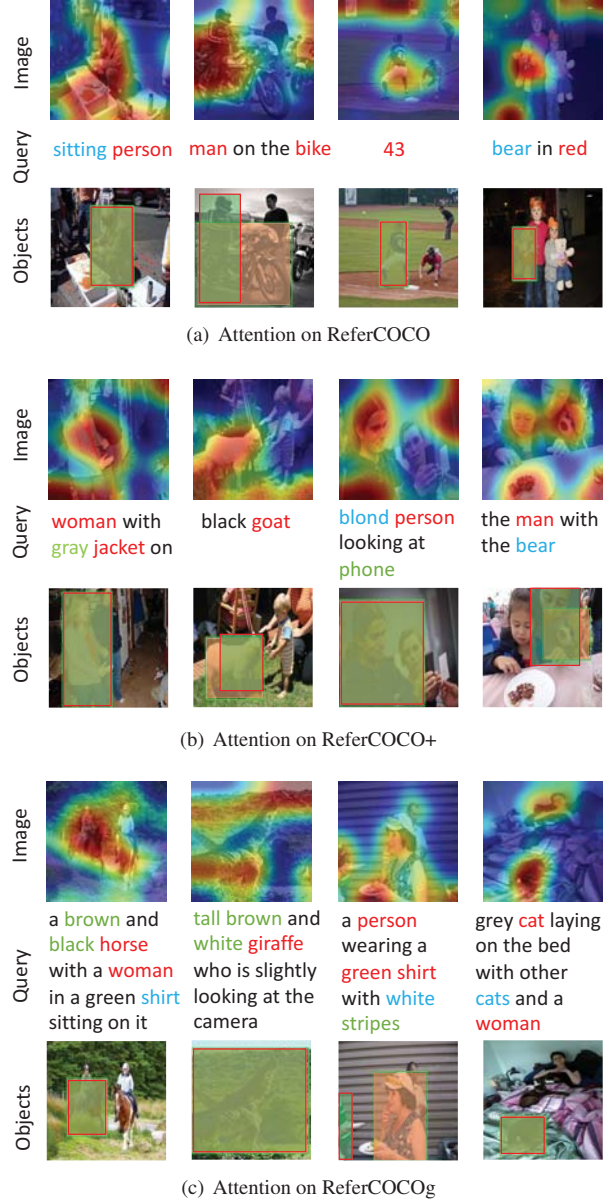 Image
Query
sitting person
man on the bike
43
bear in red
Objects
(a) Attention on ReferCOCO
Image
Query
woman with
gray jacket on
black goat
blond person
looking at
phone
the man with
the bear
Objects
(b) Attention on ReferCOCO+
Image
Query
a brown and
black horse
with a woman
in a green shirt
sitting on it
tall brown and
white giraffe
who is slightly
looking at the
camera
a person
wearing a
green shirt
with white
stripes
grey cat laying
on the bed
with other
cats and a
woman
Objects
(c) Attention on ReferCOCOg